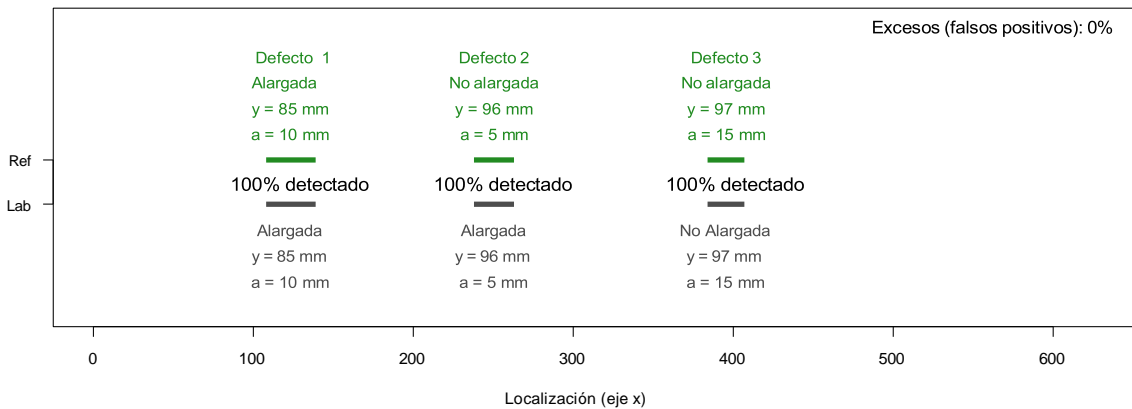 Excesos (falsos positivos): 0%
Defecto 1
Alargada
y = 85 mm
a = 10 mm
Defecto 2
No alargada
y = 96 mm
a = 5 mm
Defecto 3
No alargada
y = 97 mm
a = 15 mm
Ref
100% detectado
100% detectado
100% detectado
Lab
Alargada
y = 85 mm
a = 10 mm
Alargada
y = 96 mm
a = 5 mm
No Alargada
y = 97 mm
a = 15 mm
0 100 200 300 400 500 600
Localización (eje x)